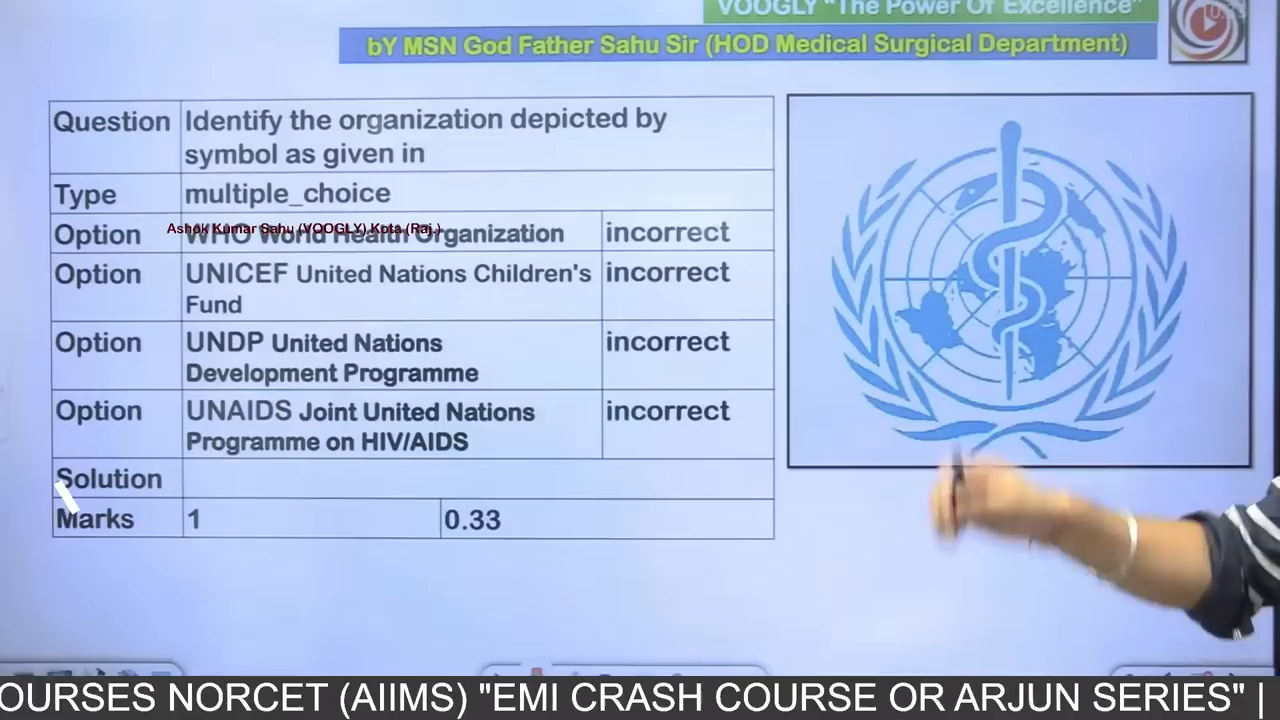 VOOGLY "The Power Of Excellence"
bY MSN God Father Sahu Sir (HOD Medical Surgical Department)
Question Identify the organization depicted by
symbol as given in
Type multiple_choice
Ashok Kumar Sahu (VOOGLY) Kota (Raj.)
Option WHO World Health Organization incorrect
Option UNICEF United Nations Children's incorrect
Fund
Option UNDP United Nations incorrect
Development Programme
Option UNAIDS Joint United Nations incorrect
Programme on HIV/AIDS
Solution
Marks 1 0.33
OURSES NORCET (AIIMS) "EMI CRASH COURSE OR ARJUN SERIES" |